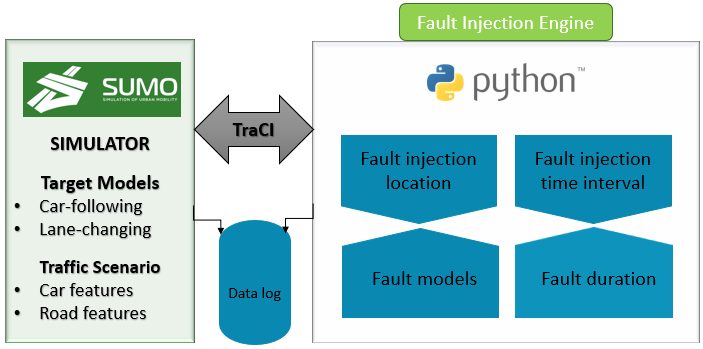 Fault Injection Engine
SUMO
SIMULATION OF URBAN MOBILITY
SIMULATOR
Target Models
• Car-following
• Lane-changing
Traffic Scenario
• Car features
• Road features
TraCI
Data log
python™
Fault injection
location
Fault injection
time interval
Fault models
Fault duration